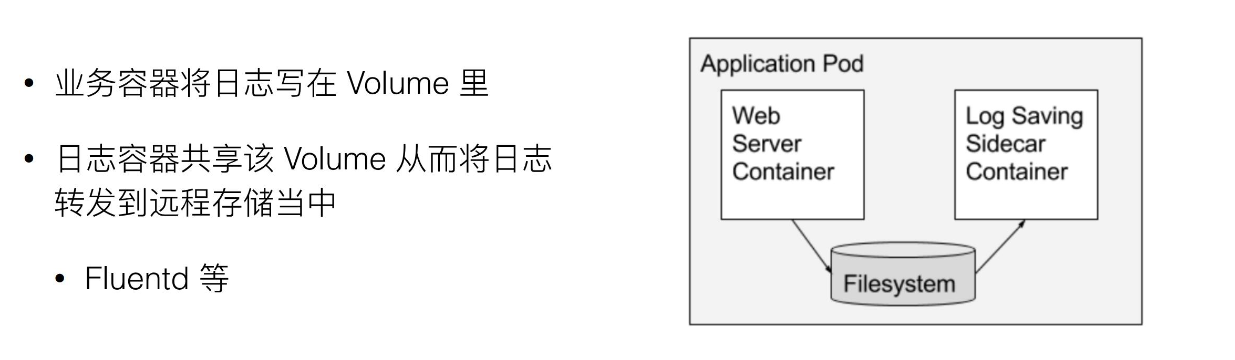 • 业务容器将日志写在 Volume 里
• 日志容器共享该 Volume 从而将日志
转发到远程存储当中
• Fluentd 等
Application Pod
Web
Server
Container
Log Saving
Sidecar
Container
Filesystem